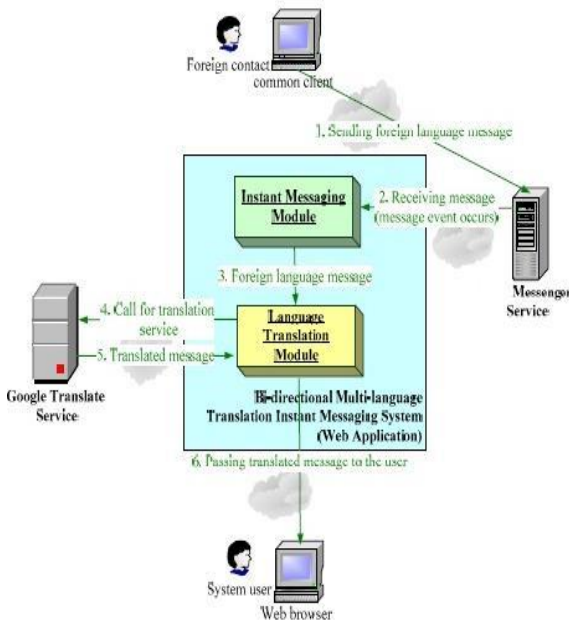 Foreign contact
common client
1. Sending foreign language message
Instant Messaging
Module
2. Receiving message
(message event occurs)
Messenger
Service
3. Foreign language message
4. Call for translation
service
Language
Translation
Module
5. Translated message
Google Translate
Service
Bi-directional Multi-language
Translation Instant Messaging System
(Web Application)
6. Passing translated message to the user
System user
Web browser